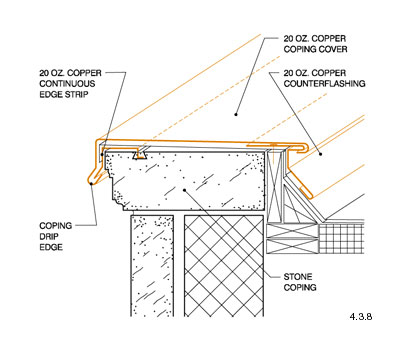 20 OZ. COPPER
COPING COVER
20 OZ. COPPER
CONTINUOUS
EDGE STRIP
20 OZ. COPPER
COUNTERFLASHING
COPING
DRIP
EDGE
STONE
COPING
4.3.8